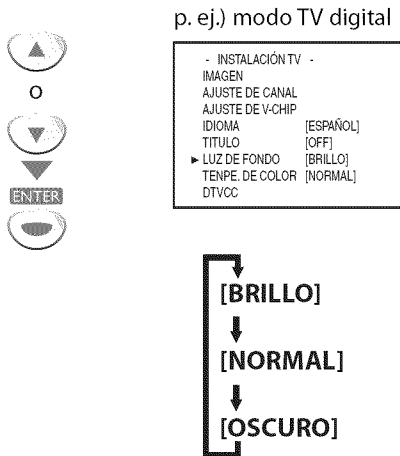 p. ej.) modo TV digital
O
ENTER
- INSTALACIÓN TV -
IMAGEN
AJUSTE DE CANAL
AJUSTE DE V-CHIP
IDIOMA [ESPAÑOL]
TITULO [OFF]
► LUZ DE FONDO [BRILLO]
TENPE. DE COLOR [NORMAL]
DTVCC
[BRILLO]
[NORMAL]
[OSCURO]